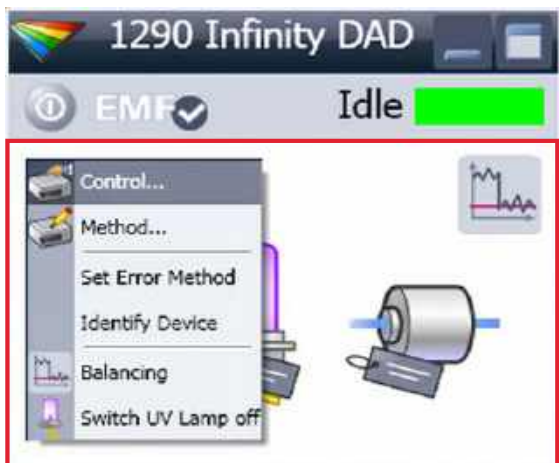 1290 Infinity DAD
EMF
Idle
Control...
Method...
Set Error Method
Identify Device
Balancing
Switch UV Lamp off